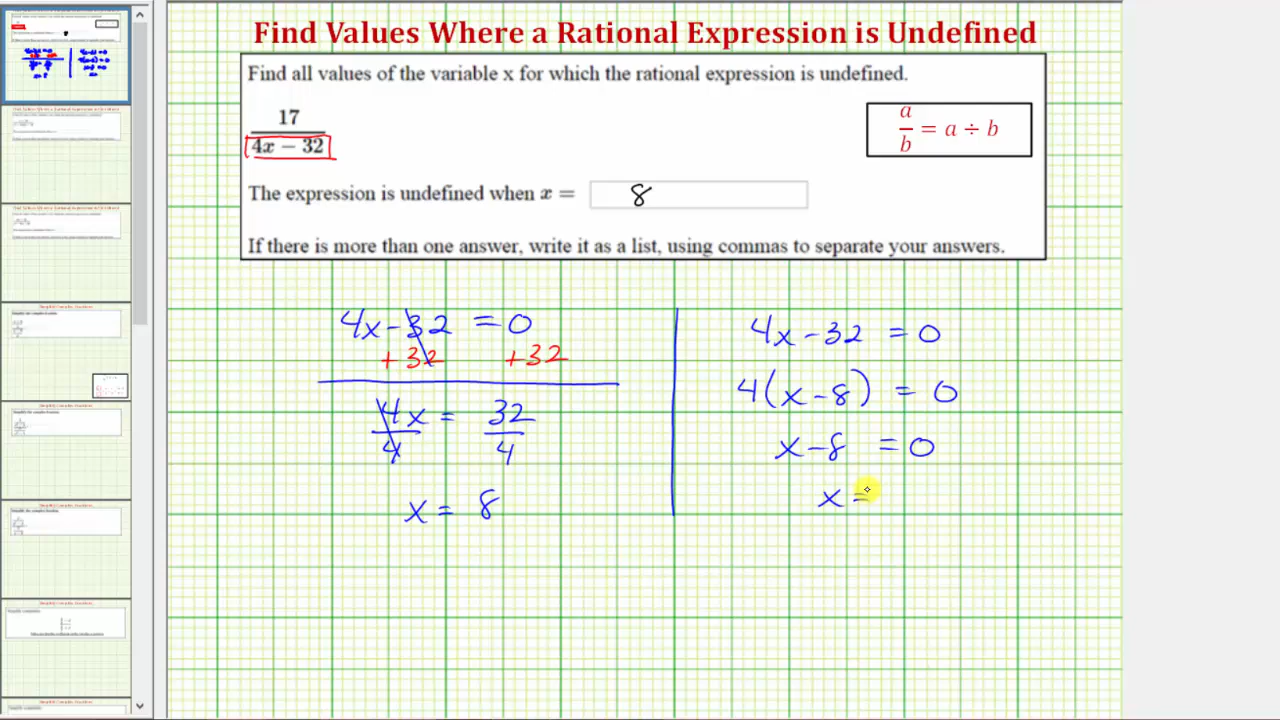 Find Values Where a Rational Expression is Undefined
Find all values of the variable x for which the rational expression is undefined.
17
4x − 32
a
b
= a ÷ b
The expression is undefined when x = 8
If there is more than one answer, write it as a list, using commas to separate your answers.
4x − 32 = 0
+32 +32
4x = 32
4 4
x = 8
4x − 32 = 0
4(x − 8) = 0
x − 8 = 0
x =